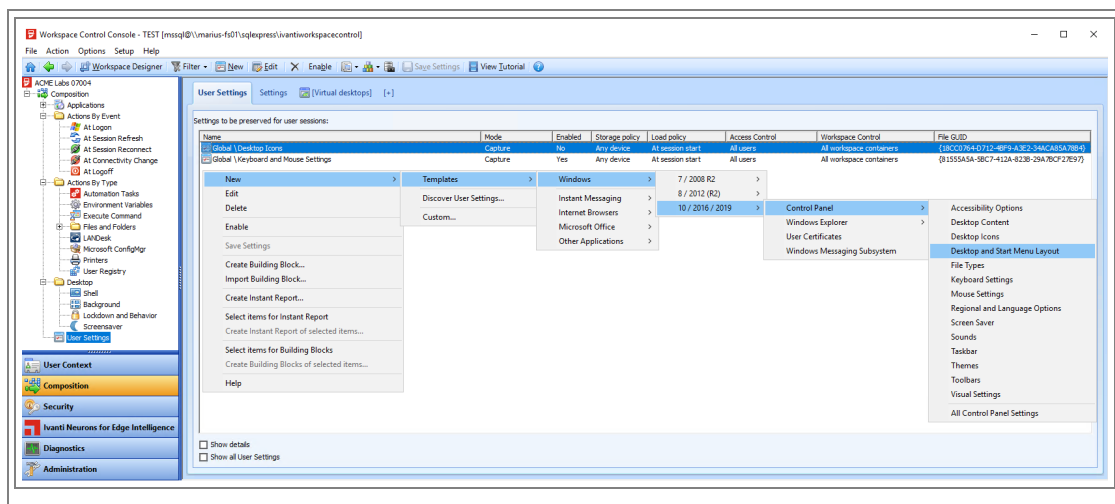 Workspace Control Console - TEST [mssql@\\marius-fs01\sqlexpress\ivantiworkspacecontrol]
File Action Options Setup Help
Workspace Designer Filter New Edit Enable Save Settings View Tutorial
ACME Labs 07004
Composition
Applications
Actions By Event
At Logon
At Session Refresh
At Session Reconnect
At Connectivity Change
At Logoff
Actions By Type
Automation Tasks
Environment Variables
Execute Command
Files and Folders
LANDesk
Microsoft ConfigMgr
Printers
User Registry
Desktop
Shell
Background
Lockdown and Behavior
Screensaver
User Settings
User Context
Composition
Security
Ivanti Neurons for Edge Intelligence
Diagnostics
Administration
User Settings Settings [Virtual desktops] [+]
Settings to be preserved for user sessions:
Name Mode Enabled Storage policy Load policy Access Control Workspace Control File GUID
Global \Desktop Icons Capture No Any device At session start All users All workspace containers {18CC0764-D712-4BF9-A3E2-34ACA85A78B4}
Global \Keyboard and Mouse Settings Capture Yes Any device At session start All users All workspace containers {81555A5A-5BC7-412A-823B-29A7BCF27E97}
New
Edit
Delete
Enable
Save Settings
Create Building Block...
Import Building Block...
Create Instant Report...
Select items for Instant Report
Create Instant Report of selected items...
Select items for Building Blocks
Create Building Blocks of selected items...
Help
Templates
Discover User Settings...
Custom...
Windows
Instant Messaging
Internet Browsers
Microsoft Office
Other Applications
7 / 2008 R2
8 / 2012 (R2)
10 / 2016 / 2019
Control Panel
Windows Explorer
User Certificates
Windows Messaging Subsystem
Accessibility Options
Desktop Content
Desktop Icons
Desktop and Start Menu Layout
File Types
Keyboard Settings
Mouse Settings
Regional and Language Options
Screen Saver
Sounds
Taskbar
Themes
Toolbars
Visual Settings
All Control Panel Settings
Show details
Show all User Settings